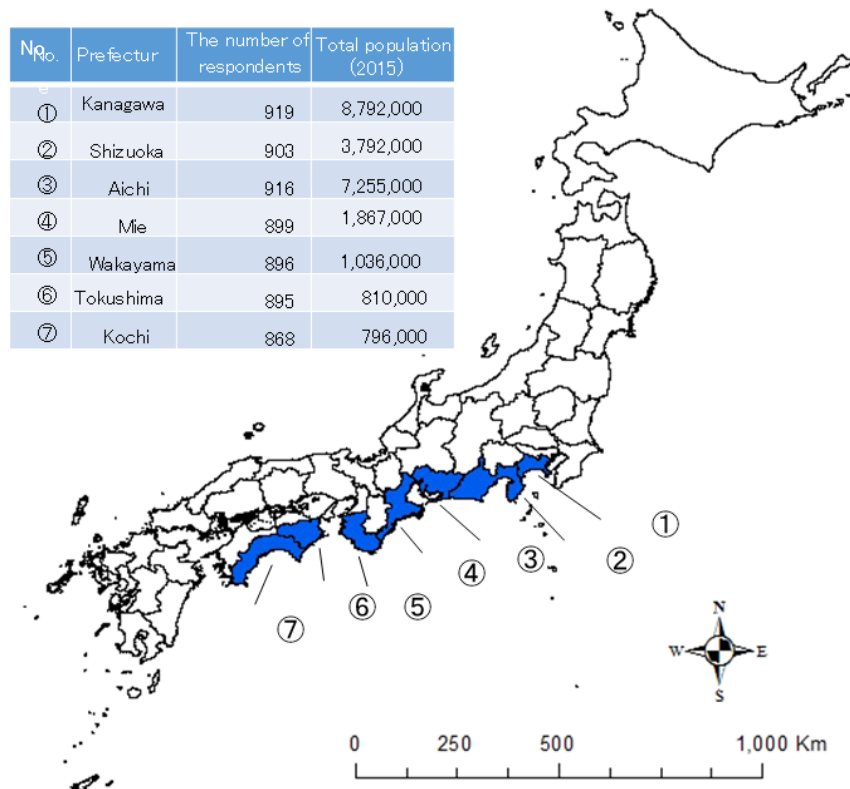 No. No. Prefectur The number of respondents Total population (2015)
e
① Kanagawa 919 8,792,000
② Shizuoka 903 3,792,000
③ Aichi 916 7,255,000
④ Mie 899 1,867,000
⑤ Wakayama 896 1,036,000
⑥ Tokushima 895 810,000
⑦ Kochi 868 796,000
①
②
③
④
⑤
⑥
⑦
N
W E
S
0 250 500 1,000 Km